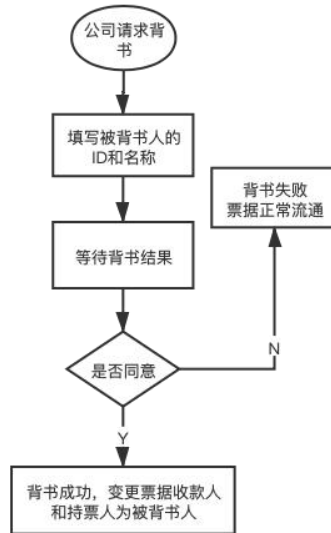 公司请求背
书
填写被背书人的
ID和名称
背书失败
票据正常流通
等待背书结果
N
是否同意
Y
背书成功，变更票据收款人
和持票人为被背书人